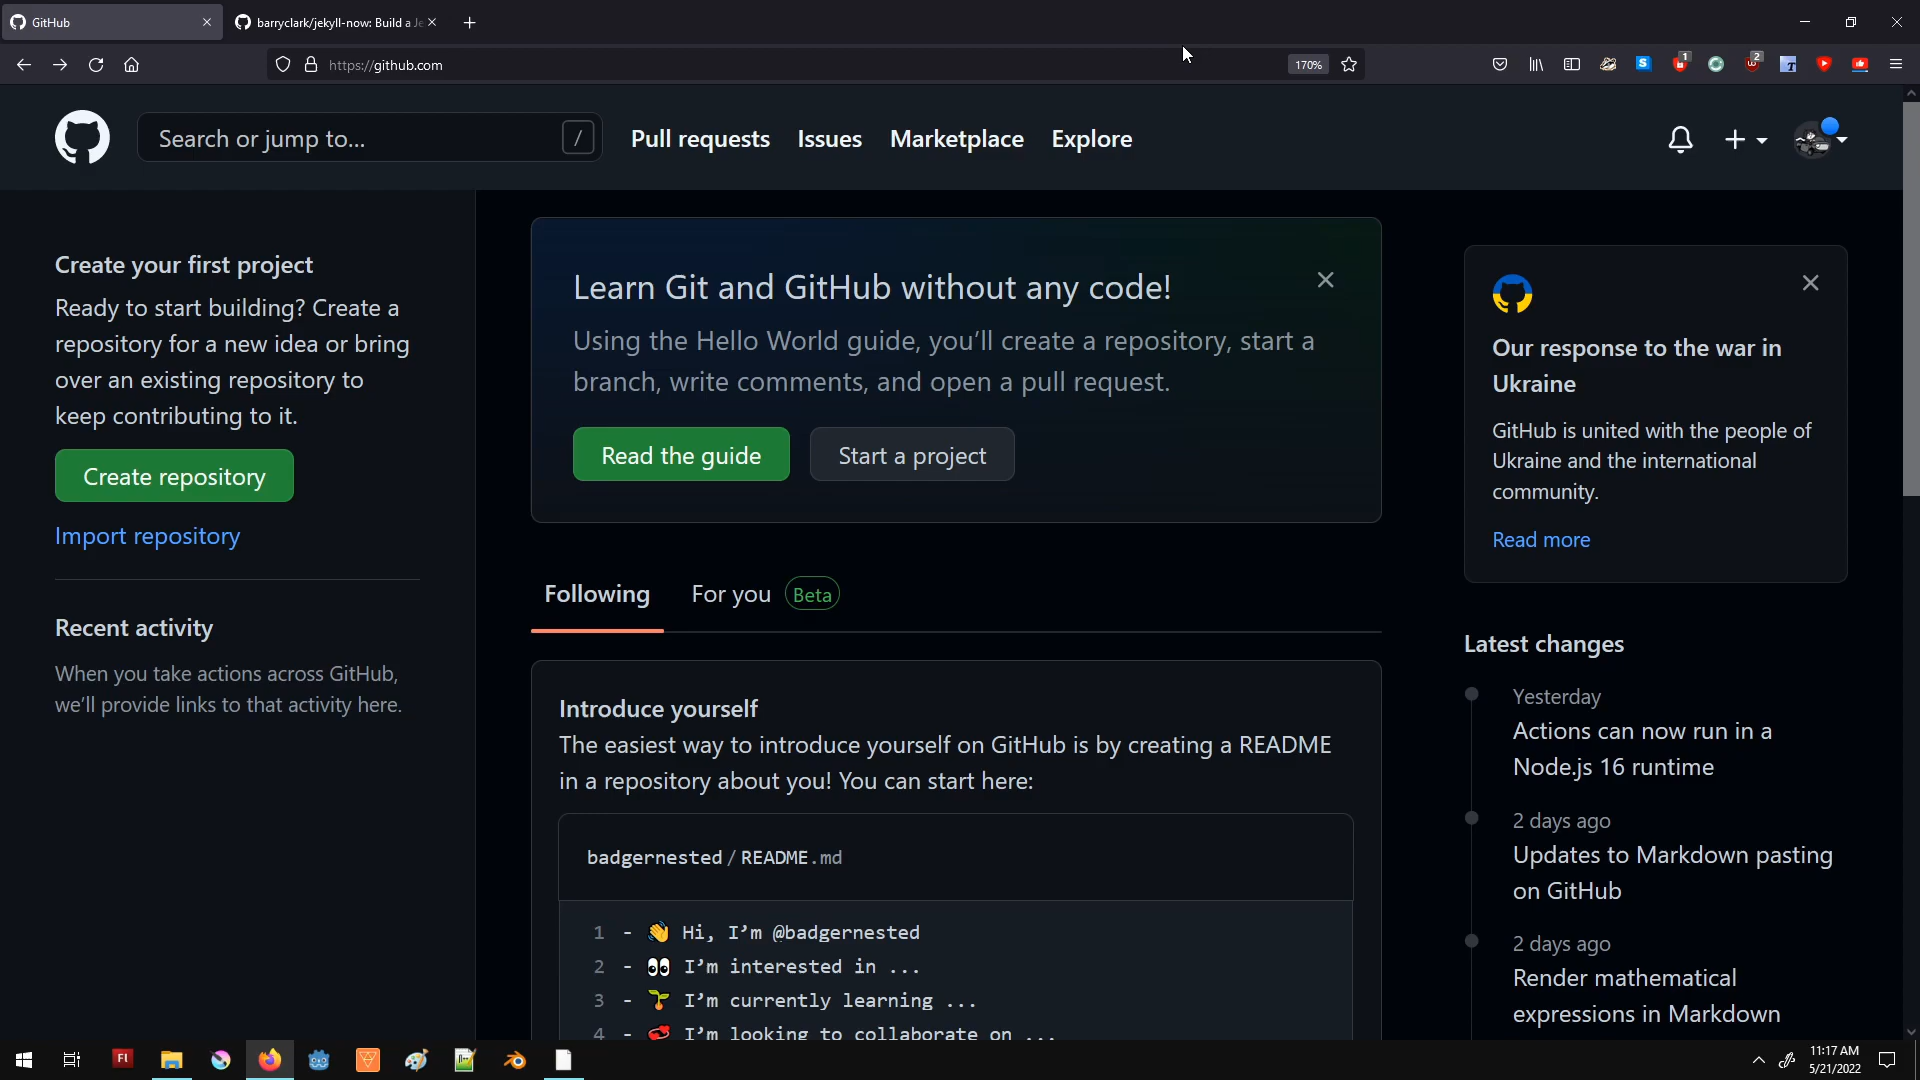 GitHub
barryclark/jekyll-now: Build a Je
https://github.com
170%
S
1
2
T
Search or jump to...
/
Pull requests
Issues
Marketplace
Explore
Create your first project
Ready to start building? Create a
repository for a new idea or bring
over an existing repository to
keep contributing to it.
Create repository
Import repository
Recent activity
When you take actions across GitHub,
we'll provide links to that activity here.
Learn Git and GitHub without any code!
Using the Hello World guide, you'll create a repository, start a
branch, write comments, and open a pull request.
Read the guide
Start a project
Following
For you
Beta
Introduce yourself
The easiest way to introduce yourself on GitHub is by creating a README
in a repository about you! You can start here:
badgernested / README.md
1 - 👋 Hi, I'm @badgernested
2 - 👀 I'm interested in ...
3 - 🌱 I'm currently learning ...
4 - 💞️ I'm looking to collaborate on ...
Our response to the war in
Ukraine
GitHub is united with the people of
Ukraine and the international
community.
Read more
Latest changes
Yesterday
Actions can now run in a
Node.js 16 runtime
2 days ago
Updates to Markdown pasting
on GitHub
2 days ago
Render mathematical
expressions in Markdown
Fl
11:17 AM
5/21/2022